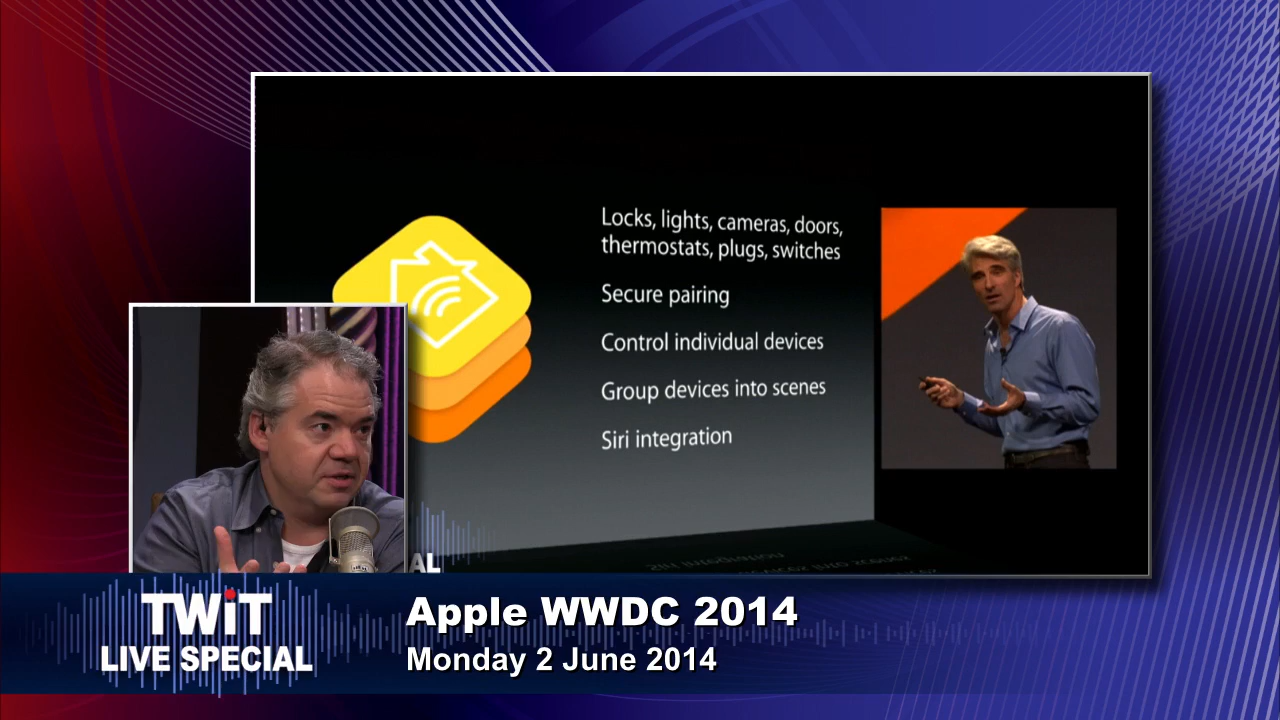 Locks, lights, cameras, doors,
thermostats, plugs, switches
Secure pairing
Control individual devices
Group devices into scenes
Siri integration
AL
TWiT
LIVE SPECIAL
Apple WWDC 2014
Monday 2 June 2014